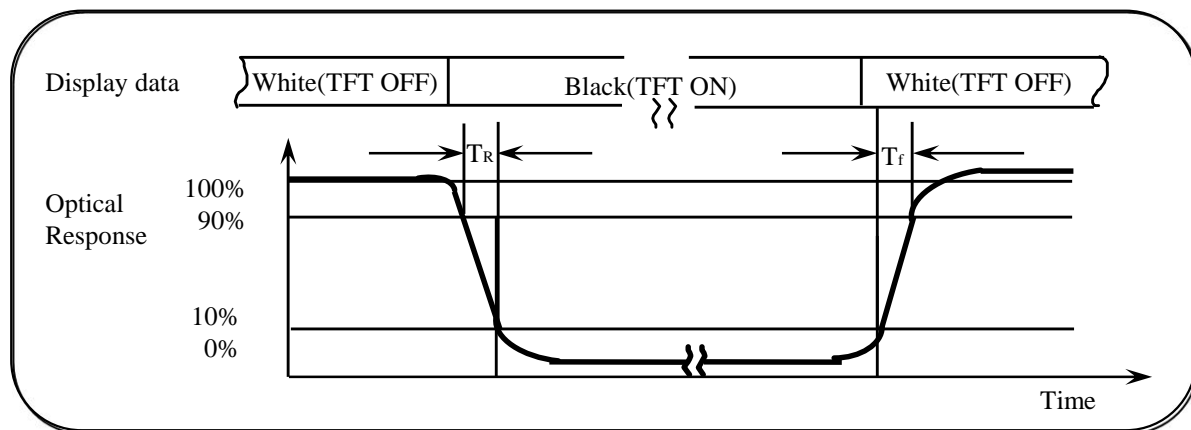 Display data
White(TFT OFF)
Black(TFT ON)
White(TFT OFF)
TR
Tf
Optical
Response
100%
90%
10%
0%
Time